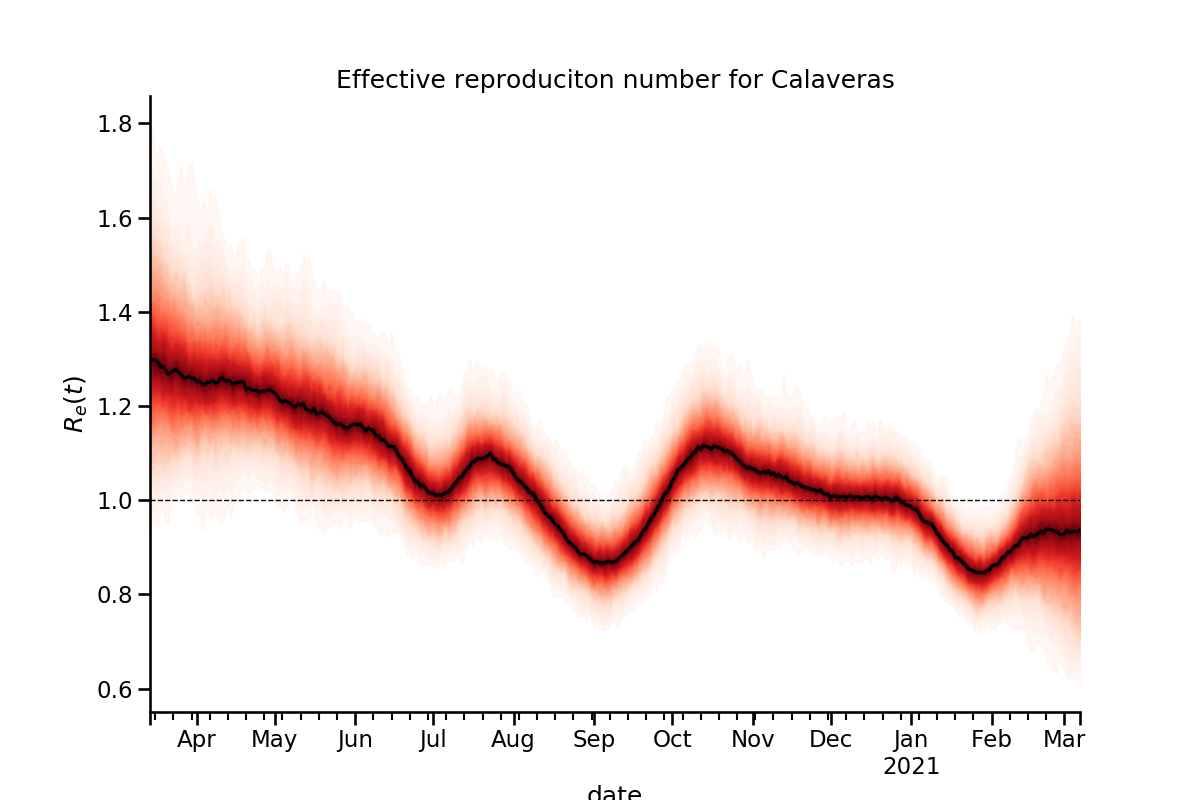 Effective reproduciton number for Calaveras
1.8
1.6
1.4
1.2
1.0
0.8
0.6
R_e(t)
Apr May Jun Jul Aug Sep Oct Nov Dec Jan Feb Mar
2021
date